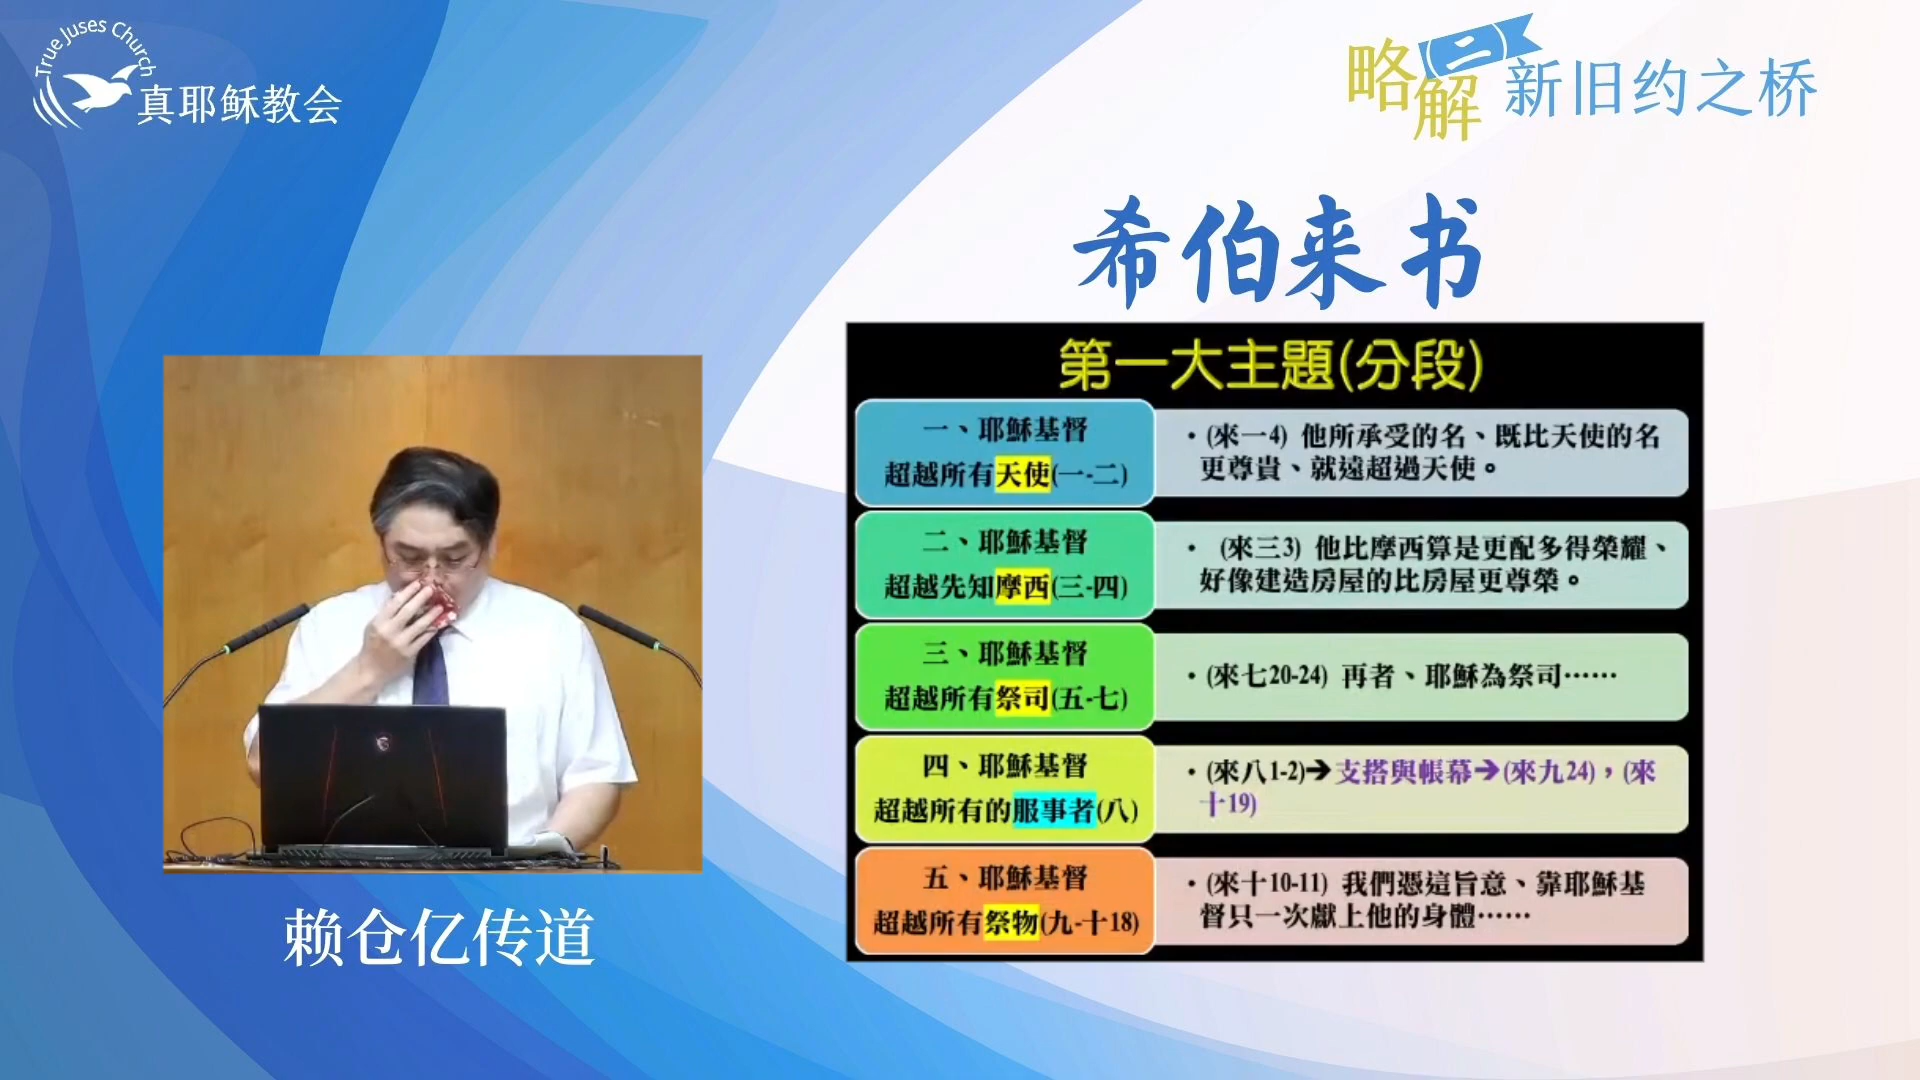 True Juses Church
真耶稣教会
略解二
新旧约之桥
希伯来书
第一大主題(分段)
一、耶穌基督
超越所有天使(一-二)
・(來一4) 他所承受的名、既比天使的名
更尊貴、就遠超過天使。
二、耶穌基督
超越先知摩西(三-四)
・ (來三3) 他比摩西算是更配多得榮耀、
好像建造房屋的比房屋更尊榮。
三、耶穌基督
超越所有祭司(五-七)
・(來七20-24) 再者、耶穌為祭司……
四、耶穌基督
超越所有的服事者(八)
・(來八1-2)➔支搭與帳幕➔(來九24)，(來
十19)
五、耶穌基督
超越所有祭物(九-十18)
・(來十10-11) 我們憑這旨意、靠耶穌基
督只一次獻上他的身體……
赖仓亿传道